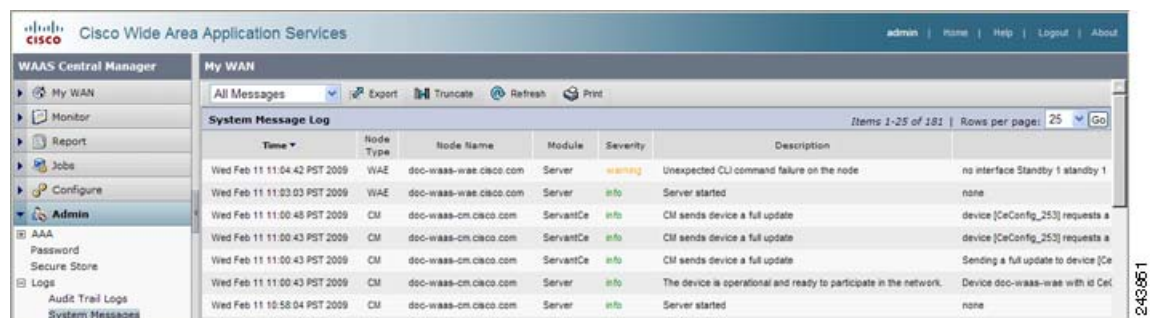 CISCO Cisco Wide Area Application Services admin | Home | Help | Logout | About
WAAS Central Manager
My WAN
Monitor
Report
Jobs
Configure
Admin
AAA
Password
Secure Store
Logs
Audit Trail Logs
System Messages
My WAN
All Messages Export Truncate Refresh Print
System Message Log Items 1-25 of 181 | Rows per page: 25 Go
Time Node Type Node Name Module Severity Description
Wed Feb 11 11:04:42 PST 2009 WAE doc-waas-wae.cisco.com Server warning Unexpected CLI command failure on the node no interface Standby 1 standby 1
Wed Feb 11 11:03:03 PST 2009 WAE doc-waas-wae.cisco.com Server info Server started none
Wed Feb 11 11:00:48 PST 2009 CM doc-waas-cm.cisco.com ServantCe info CM sends device a full update device [CeConfig_253] requests a
Wed Feb 11 11:00:43 PST 2009 CM doc-waas-cm.cisco.com ServantCe info CM sends device a full update device [CeConfig_253] requests a
Wed Feb 11 11:00:43 PST 2009 CM doc-waas-cm.cisco.com ServantCe info CM sends device a full update Sending a full update to device [Ce
Wed Feb 11 11:00:43 PST 2009 CM doc-waas-cm.cisco.com Server info The device is operational and ready to participate in the network. Device doc-waas-wae with id CeC
Wed Feb 11 10:58:04 PST 2009 CM doc-waas-cm.cisco.com Server info Server started none
243861